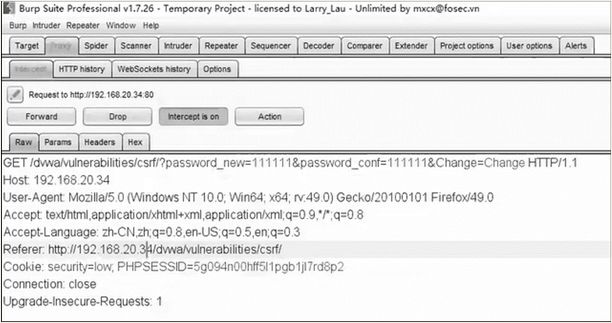 Burp Suite Professional v1.7.26 - Temporary Project - licensed to Larry_Lau - Unlimited by mxcx@fosec.vn
Burp Intruder Repeater Window Help
Target Proxy Spider Scanner Intruder Repeater Sequencer Decoder Comparer Extender Project options User options Alerts
Intercept HTTP history WebSockets history Options
Request to http://192.168.20.34:80
Forward Drop Intercept is on Action
Raw Params Headers Hex
GET /dvwa/vulnerabilities/csrf/?password_new=111111&password_conf=111111&Change=Change HTTP/1.1
Host: 192.168.20.34
User-Agent: Mozilla/5.0 (Windows NT 10.0; Win64; x64; rv:49.0) Gecko/20100101 Firefox/49.0
Accept: text/html,application/xhtml+xml,application/xml;q=0.9,*/*;q=0.8
Accept-Language: zh-CN,zh;q=0.8,en-US;q=0.5,en;q=0.3
Referer: http://192.168.20.34/dvwa/vulnerabilities/csrf/
Cookie: security=low; PHPSESSID=5g094n00hff5l1pgb1jl7rd8p2
Connection: close
Upgrade-Insecure-Requests: 1